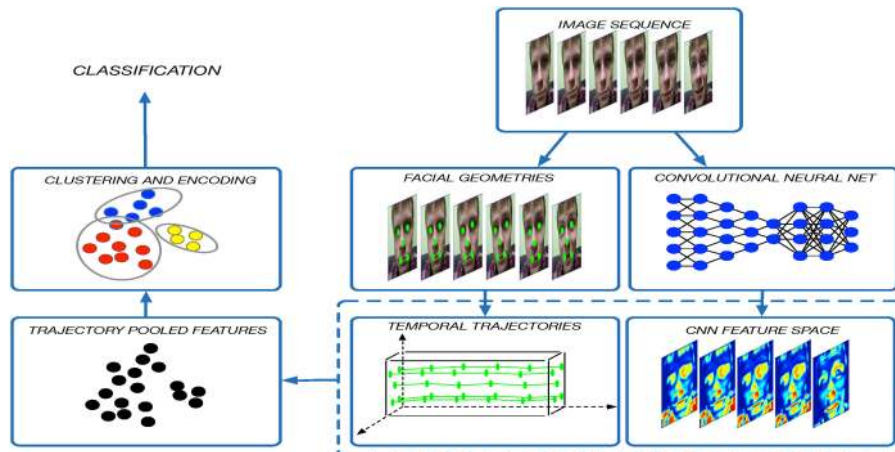 IMAGE SEQUENCE
CLASSIFICATION
CLUSTERING AND ENCODING
FACIAL GEOMETRIES
CONVOLUTIONAL NEURAL NET
TRAJECTORY POOLED FEATURES
TEMPORAL TRAJECTORIES
CNN FEATURE SPACE